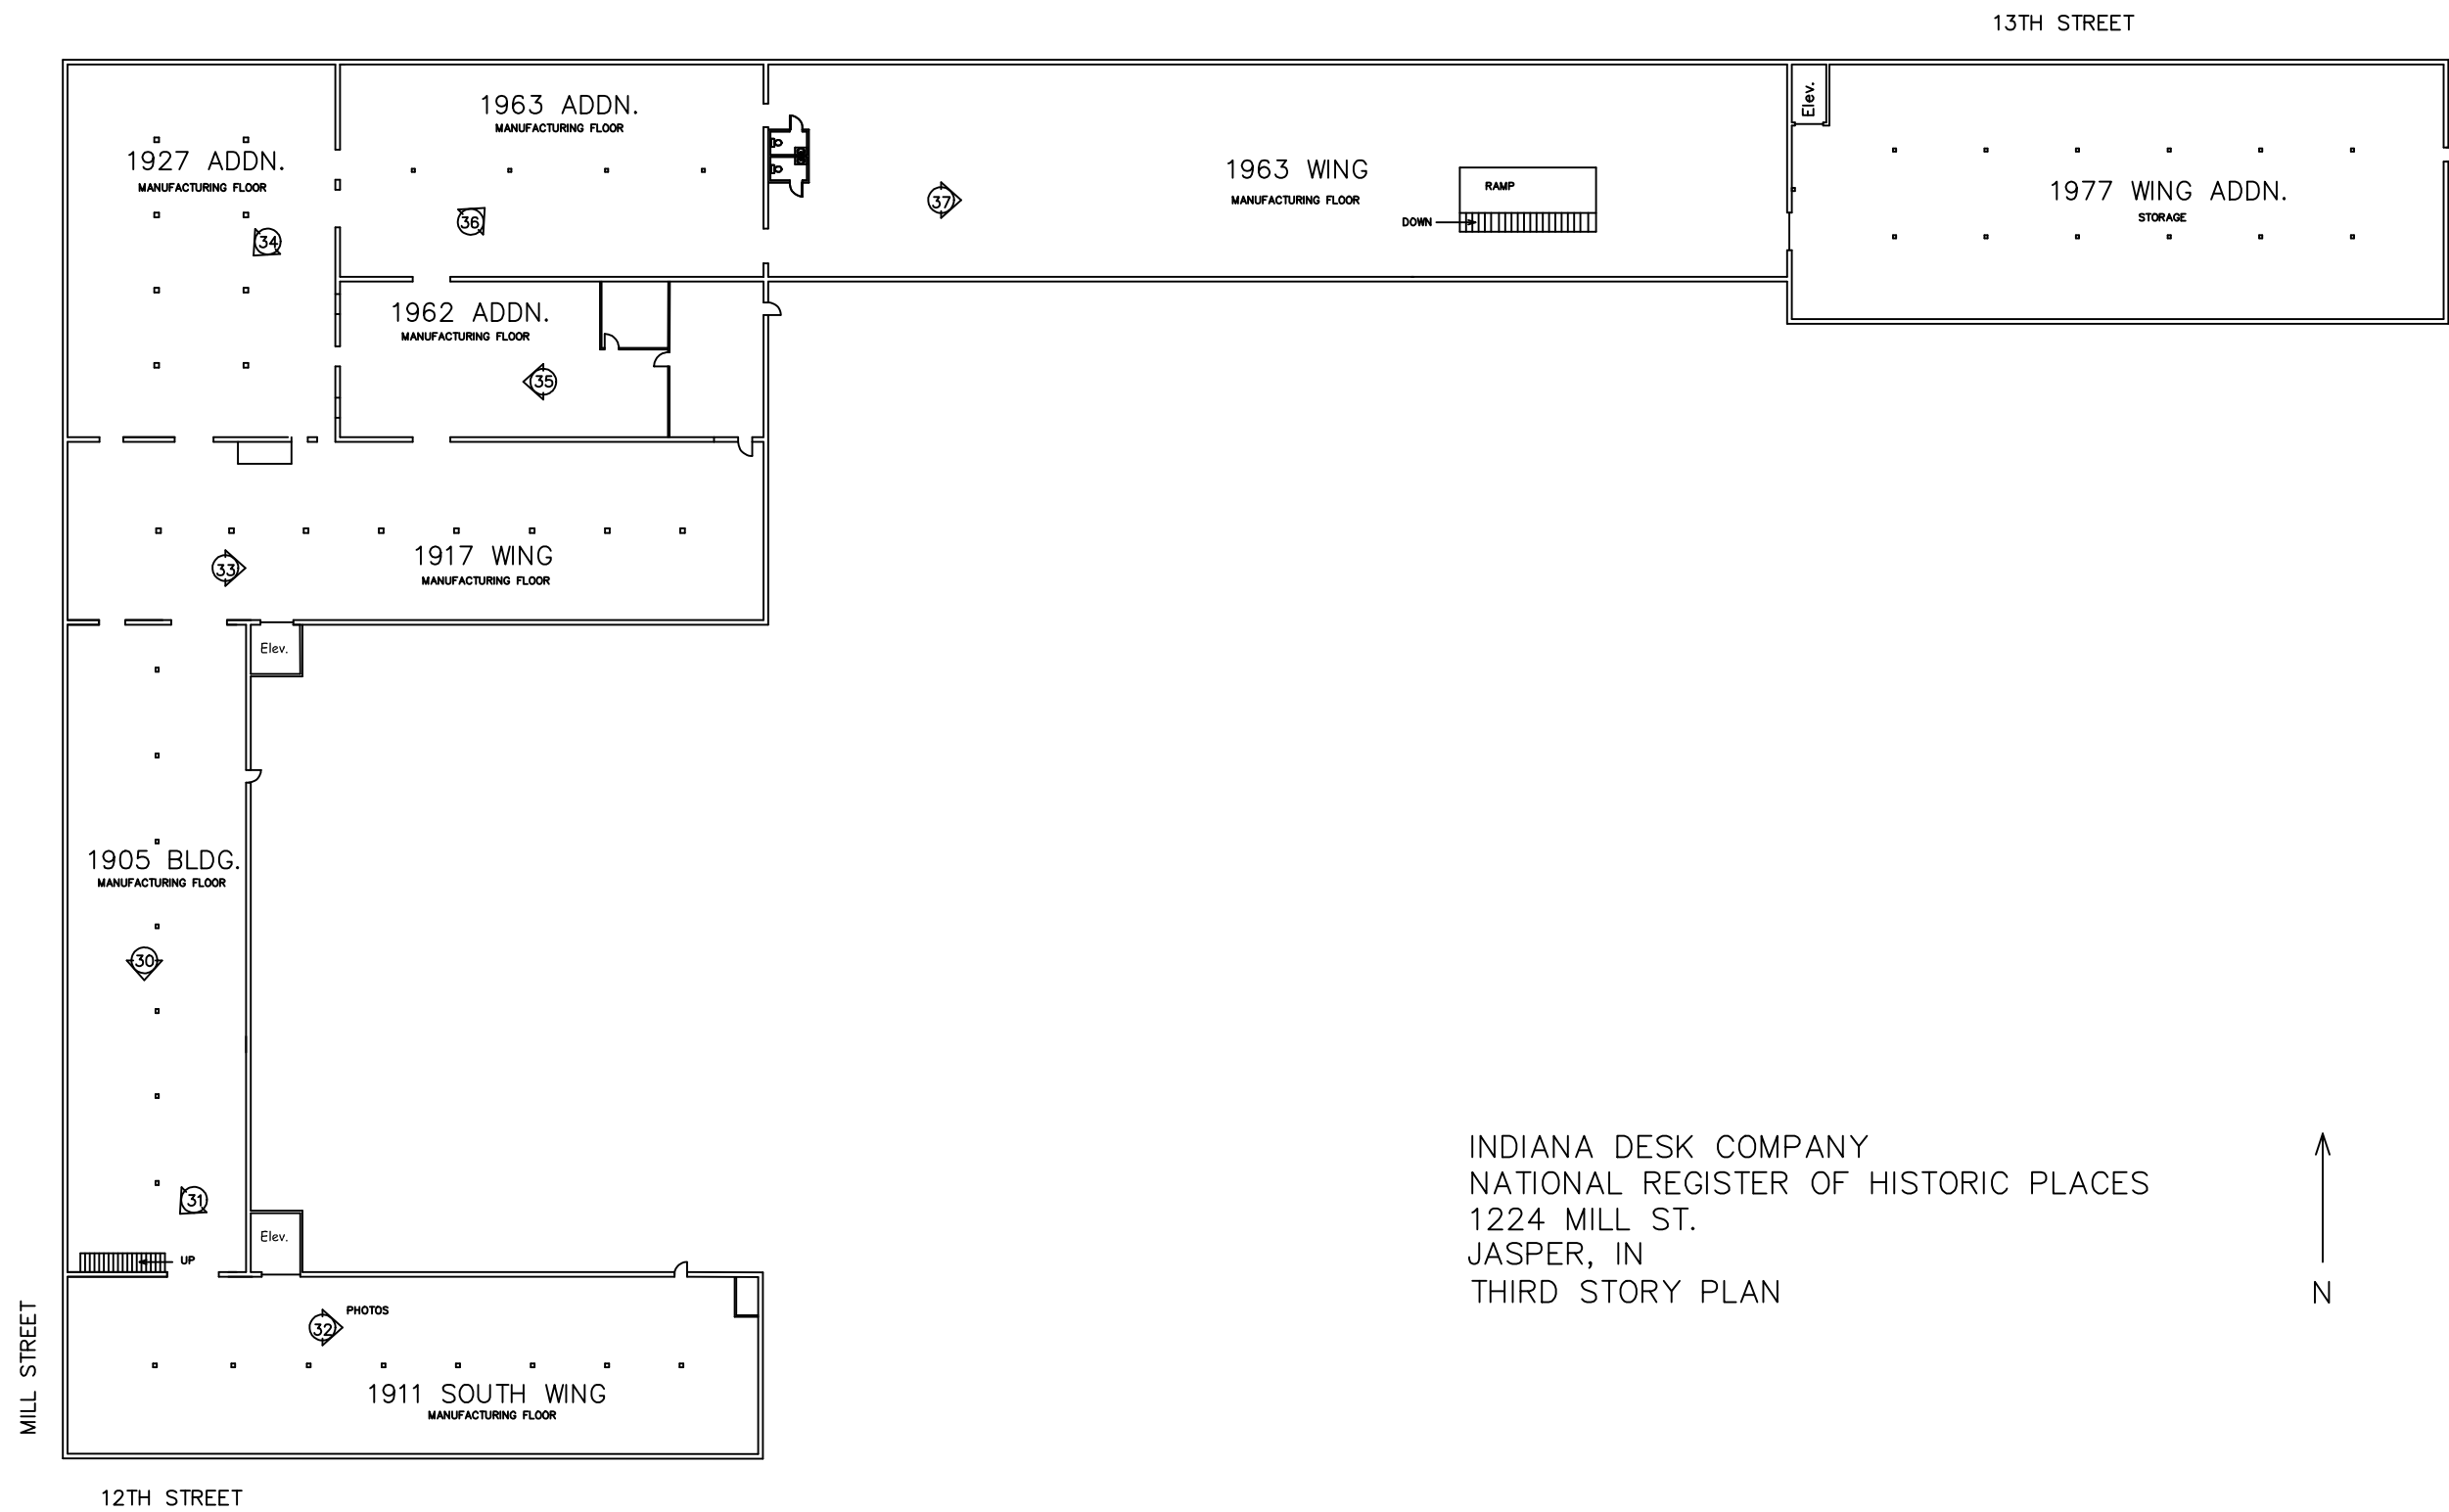 13TH STREET
1963 ADDN.
MANUFACTURING FLOOR
Elev.
1927 ADDN.
MANUFACTURING FLOOR
1963 WING
MANUFACTURING FLOOR
RAMP
DOWN
1977 WING ADDN.
STORAGE
34
36
37
1962 ADDN.
MANUFACTURING FLOOR
35
1917 WING
MANUFACTURING FLOOR
33
Elev.
1905 BLDG.
MANUFACTURING FLOOR
30
31
UP
Elev.
PHOTOS
32
1911 SOUTH WING
MANUFACTURING FLOOR
MILL STREET
12TH STREET
INDIANA DESK COMPANY
NATIONAL REGISTER OF HISTORIC PLACES
1224 MILL ST.
JASPER, IN
THIRD STORY PLAN
N